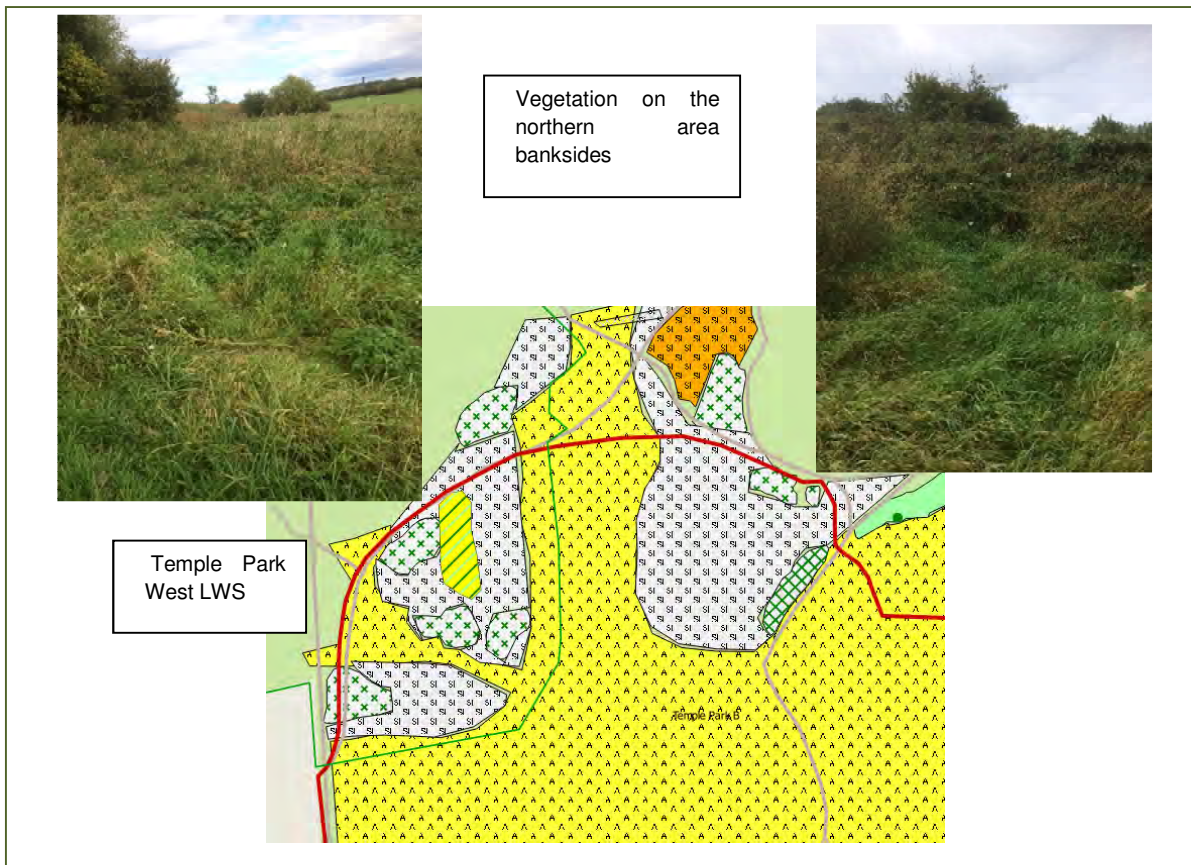 Vegetation on the
northern area
banksides
Temple Park
West LWS
Temple Park B